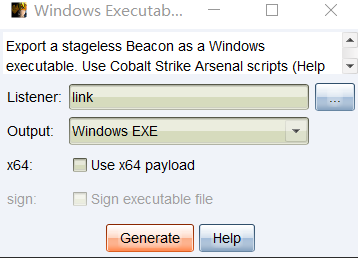 Windows Executab...
Export a stageless Beacon as a Windows
executable. Use Cobalt Strike Arsenal scripts (Help
Listener: link ...
Output: Windows EXE
x64: Use x64 payload
sign: Sign executable file
Generate Help